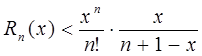 Rₙ(x) < xⁿ/n! · x/(n + 1 − x)